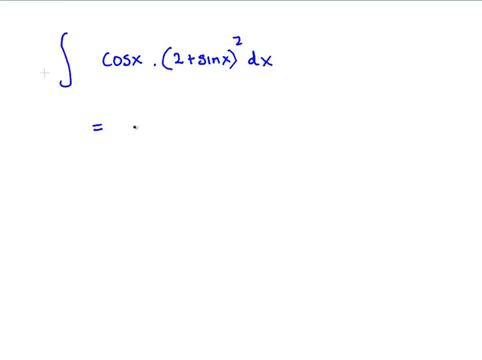 ∫ cosx . (2+sinx)² dx
=